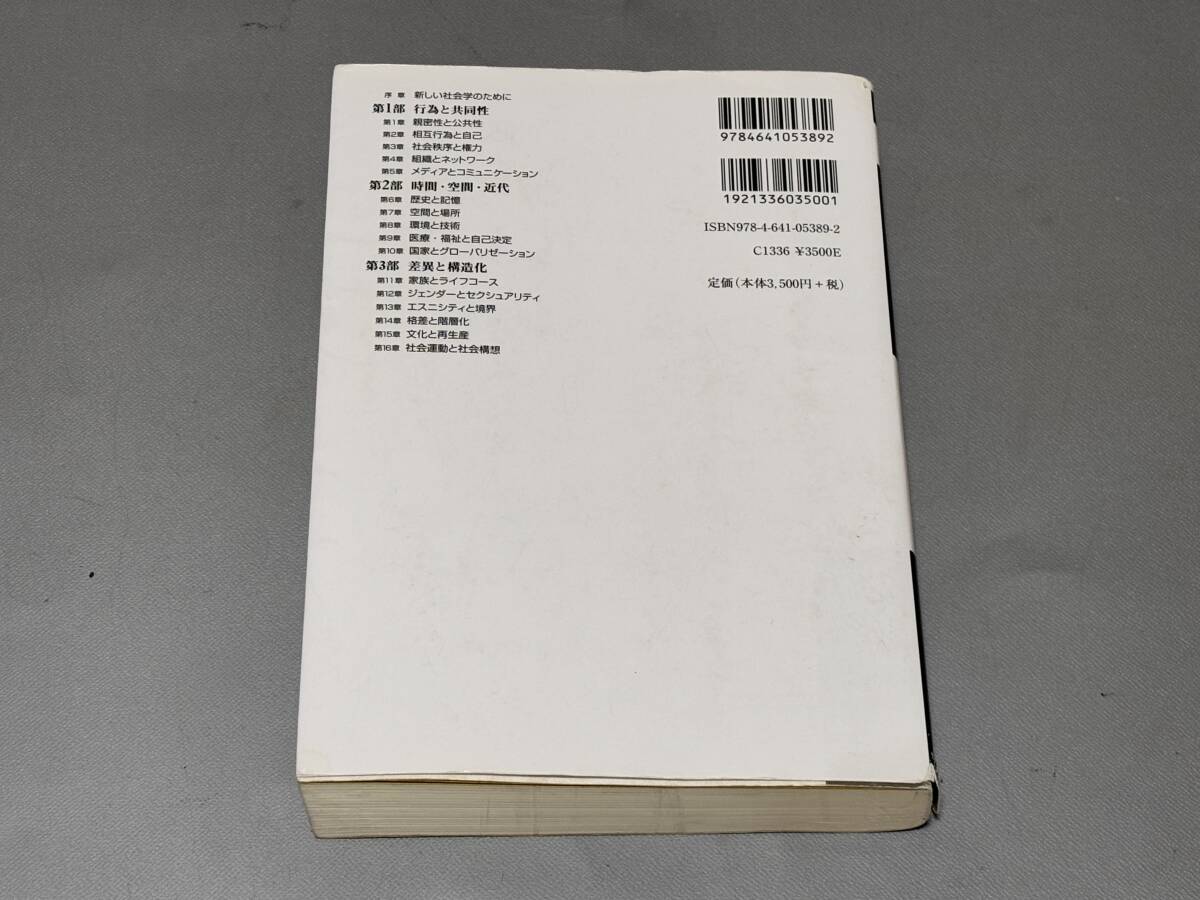 序 章 新しい社会学のために
第1部 行為と共同性
第1章 親密性と公共性
第2章 相互行為と自己
第3章 社会秩序と権力
第4章 組織とネットワーク
第5章 メディアとコミュニケーション
第2部 時間・空間・近代
第6章 歴史と記憶
第7章 空間と場所
第8章 環境と技術
第9章 医療・福祉と自己決定
第10章 国家とグローバリゼーション
第3部 差異と構造化
第11章 家族とライフコース
第12章 ジェンダーとセクシュアリティ
第13章 エスニシティと境界
第14章 格差と階層化
第15章 文化と再生産
第16章 社会運動と社会構想
9784641053892
1921336035001
ISBN978-4-641-05389-2
C1336 ¥3500E
定価(本体3,500円+税)